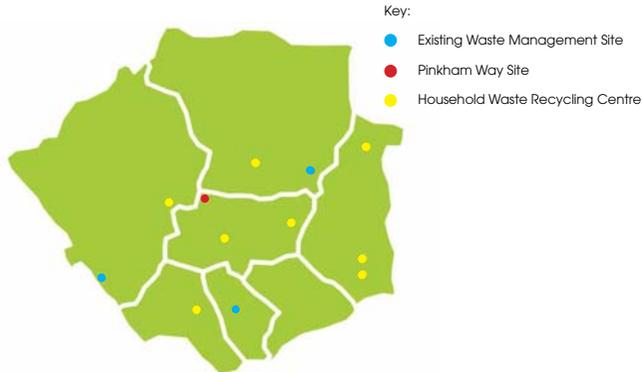 Key:
Existing Waste Management Site
Pinkham Way Site
Household Waste Recycling Centre